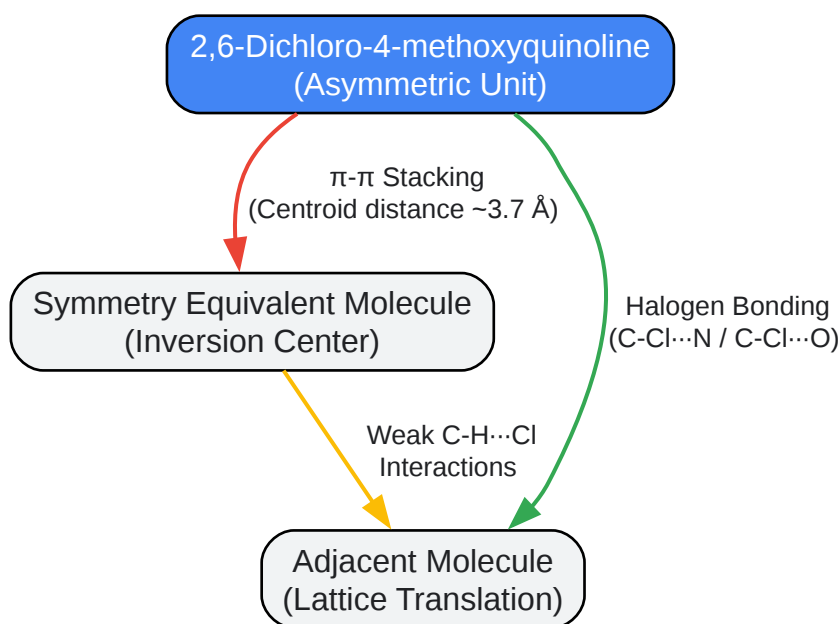 2,6-Dichloro-4-methoxyquinoline
(Asymmetric Unit)
π-π Stacking
(Centroid distance ~3.7 Å)
Symmetry Equivalent Molecule
(Inversion Center)
Halogen Bonding
(C-Cl···N / C-Cl···O)
Weak C-H···Cl
Interactions
Adjacent Molecule
(Lattice Translation)